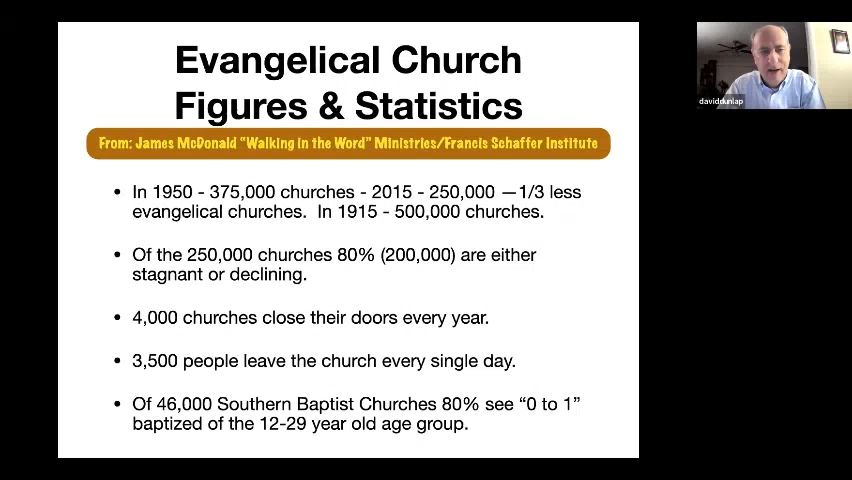 Evangelical Church
Figures & Statistics
From: James McDonald “Walking in the Word” Ministries/Francis Schaffer Institute
• In 1950 - 375,000 churches - 2015 - 250,000 —1/3 less
evangelical churches. In 1915 - 500,000 churches.
• Of the 250,000 churches 80% (200,000) are either
stagnant or declining.
• 4,000 churches close their doors every year.
• 3,500 people leave the church every single day.
• Of 46,000 Southern Baptist Churches 80% see “0 to 1”
baptized of the 12-29 year old age group.
daviddunlap